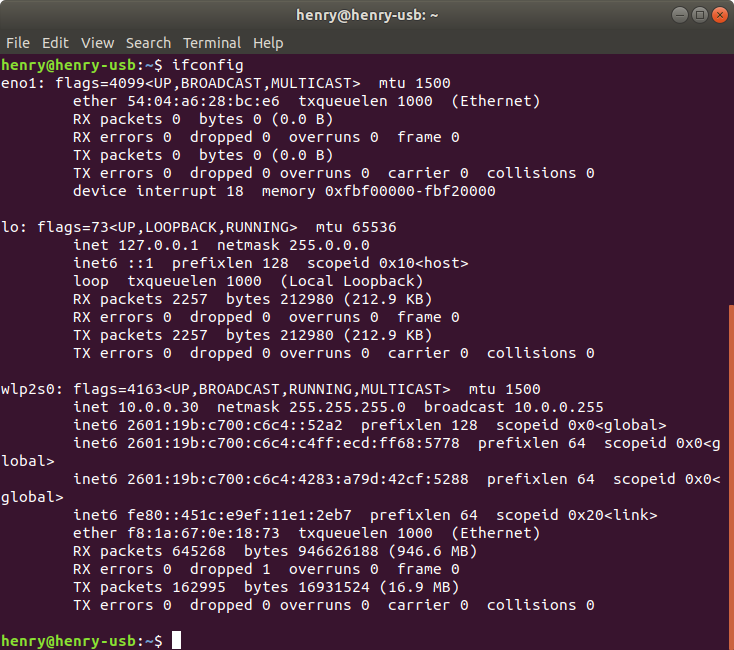 henry@henry-usb: ~
File Edit View Search Terminal Help
henry@henry-usb:~$ ifconfig
eno1: flags=4099<UP,BROADCAST,MULTICAST>  mtu 1500
        ether 54:04:a6:28:bc:e6  txqueuelen 1000  (Ethernet)
        RX packets 0  bytes 0 (0.0 B)
        RX errors 0  dropped 0  overruns 0  frame 0
        TX packets 0  bytes 0 (0.0 B)
        TX errors 0  dropped 0 overruns 0  carrier 0  collisions 0
        device interrupt 18  memory 0xfbf00000-fbf20000
lo: flags=73<UP,LOOPBACK,RUNNING>  mtu 65536
        inet 127.0.0.1  netmask 255.0.0.0
        inet6 ::1  prefixlen 128  scopeid 0x10<host>
        loop  txqueuelen 1000  (Local Loopback)
        RX packets 2257  bytes 212980 (212.9 KB)
        RX errors 0  dropped 0  overruns 0  frame 0
        TX packets 2257  bytes 212980 (212.9 KB)
        TX errors 0  dropped 0 overruns 0  carrier 0  collisions 0
wlp2s0: flags=4163<UP,BROADCAST,RUNNING,MULTICAST>  mtu 1500
        inet 10.0.0.30  netmask 255.255.255.0  broadcast 10.0.0.255
        inet6 2601:19b:c700:c6c4::52a2  prefixlen 128  scopeid 0x0<global>
        inet6 2601:19b:c700:c6c4:c4ff:ecd:ff68:5778  prefixlen 64  scopeid 0x0<g
lobal>
        inet6 2601:19b:c700:c6c4:4283:a79d:42cf:5288  prefixlen 64  scopeid 0x0<
global>
        inet6 fe80::451c:e9ef:11e1:2eb7  prefixlen 64  scopeid 0x20<link>
        ether f8:1a:67:0e:18:73  txqueuelen 1000  (Ethernet)
        RX packets 645268  bytes 946626188 (946.6 MB)
        RX errors 0  dropped 1  overruns 0  frame 0
        TX packets 162995  bytes 16931524 (16.9 MB)
        TX errors 0  dropped 0 overruns 0  carrier 0  collisions 0
henry@henry-usb:~$